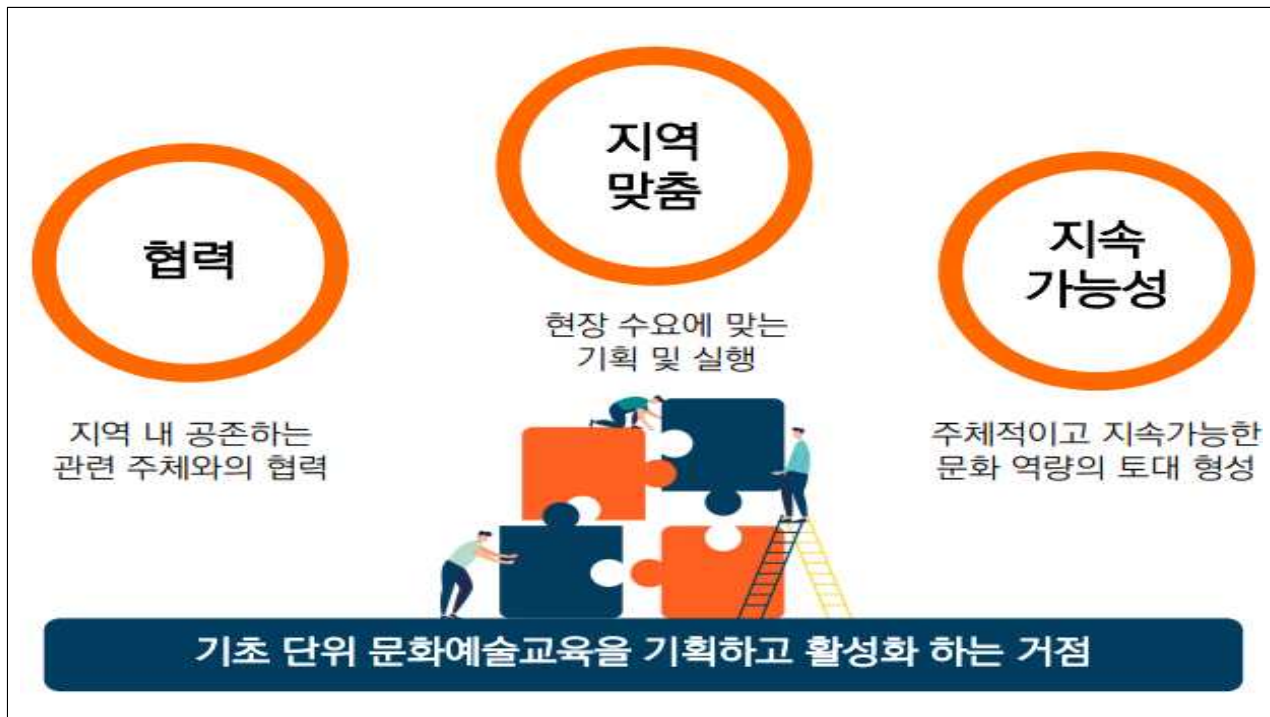 협력
지역 내 공존하는
관련 주체와의 협력
지역
맞춤
현장 수요에 맞는
기획 및 실행
지속
가능성
주체적이고 지속가능한
문화 역량의 토대 형성
기초 단위 문화예술교육을 기획하고 활성화 하는 거점